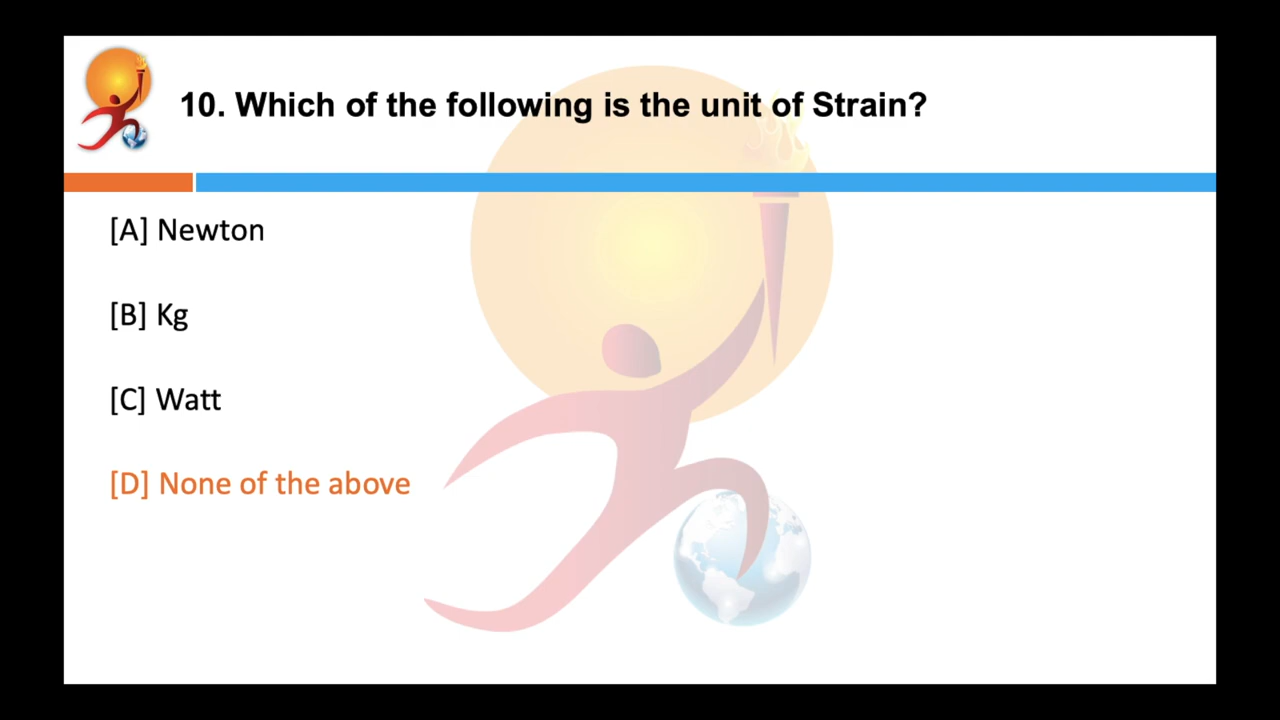 10. Which of the following is the unit of Strain?
[A] Newton
[B] Kg
[C] Watt
[D] None of the above